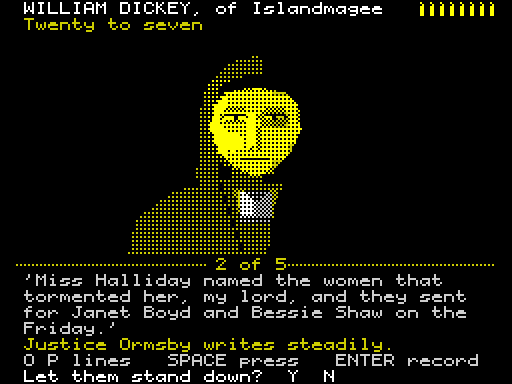 WILLIAM DICKEY, of Islandmagee
Twenty to seven
2 of 5
'Miss Halliday named the women that
tormented her, my lord, and they sent
for Janet Boyd and Bessie Shaw on the
Friday.'
Justice Ormsby writes steadily.
O P lines   SPACE press   ENTER record
Let them stand down?  Y  N